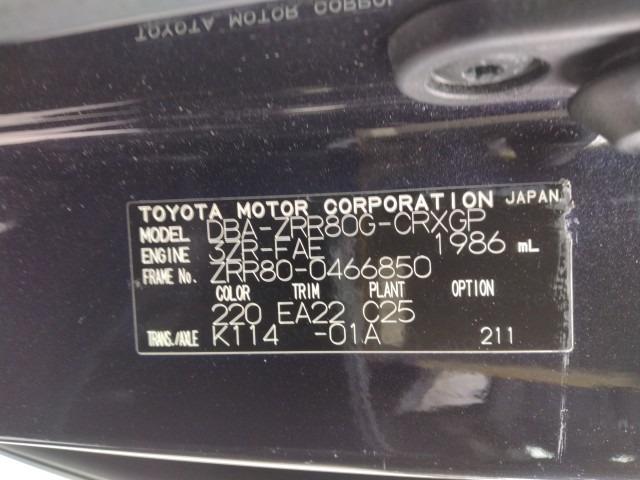 TOYOTA MOTOR CORPORATION JAPAN
MODEL DBA-ZRR80G-CRXGP
ENGINE 3ZR-FAE 1986 mL
FRAME No. ZRR80-0466850
COLOR TRIM PLANT OPTION
220 EA22 C25
TRANS./AXLE K114 -01A 211